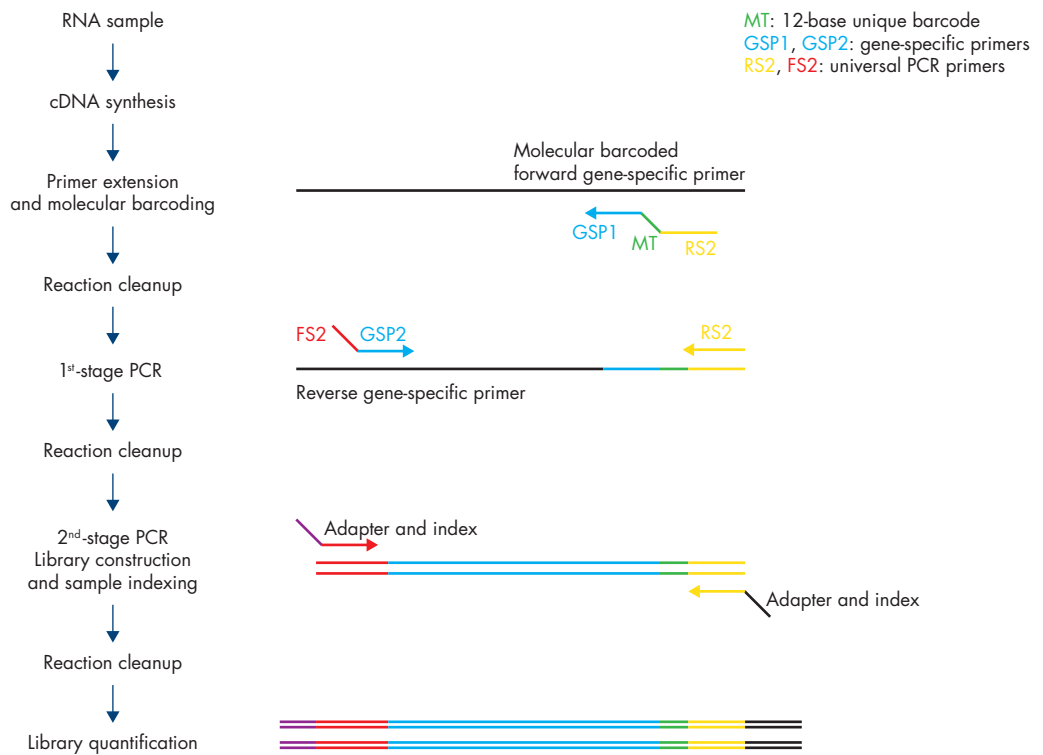 RNA sample
MT: 12-base unique barcode
GSP1, GSP2: gene-specific primers
RS2, FS2: universal PCR primers
cDNA synthesis
Molecular barcoded
forward gene-specific primer
Primer extension
and molecular barcoding
GSP1
MT
RS2
Reaction cleanup
FS2
GSP2
RS2
1st-stage PCR
Reverse gene-specific primer
Reaction cleanup
2nd-stage PCR
Library construction
and sample indexing
Adapter and index
Adapter and index
Reaction cleanup
Library quantification